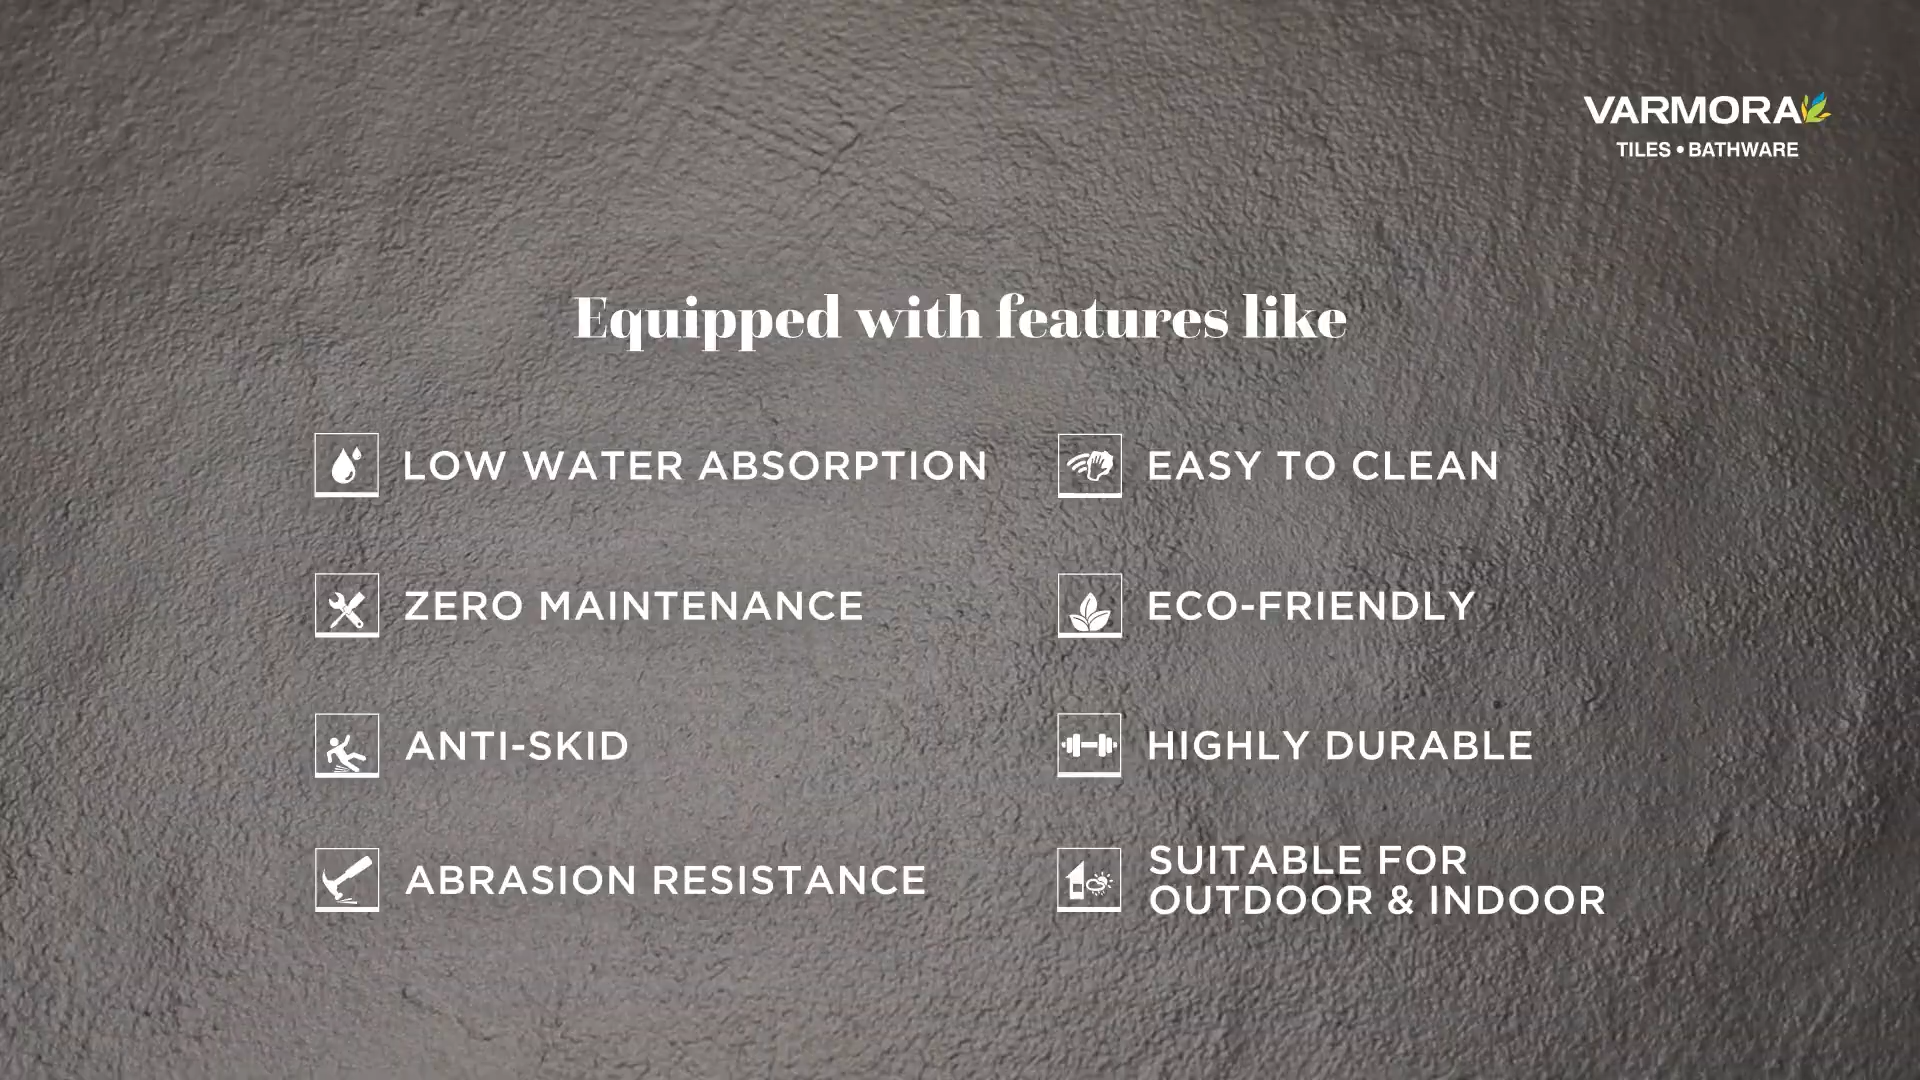 VARMORA
TILES • BATHWARE
Equipped with features like
LOW WATER ABSORPTION
EASY TO CLEAN
ZERO MAINTENANCE
ECO-FRIENDLY
ANTI-SKID
HIGHLY DURABLE
ABRASION RESISTANCE
SUITABLE FOR
OUTDOOR & INDOOR